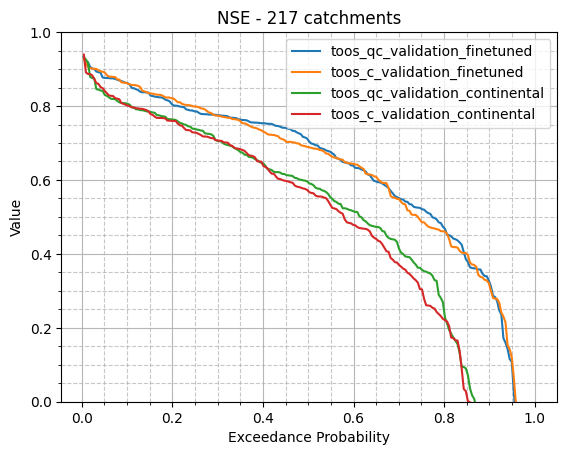 NSE - 217 catchments
toos_qc_validation_finetuned
toos_c_validation_finetuned
toos_qc_validation_continental
toos_c_validation_continental
Value
1.0
0.8
0.6
0.4
0.2
0.0
0.0 0.2 0.4 0.6 0.8 1.0
Exceedance Probability